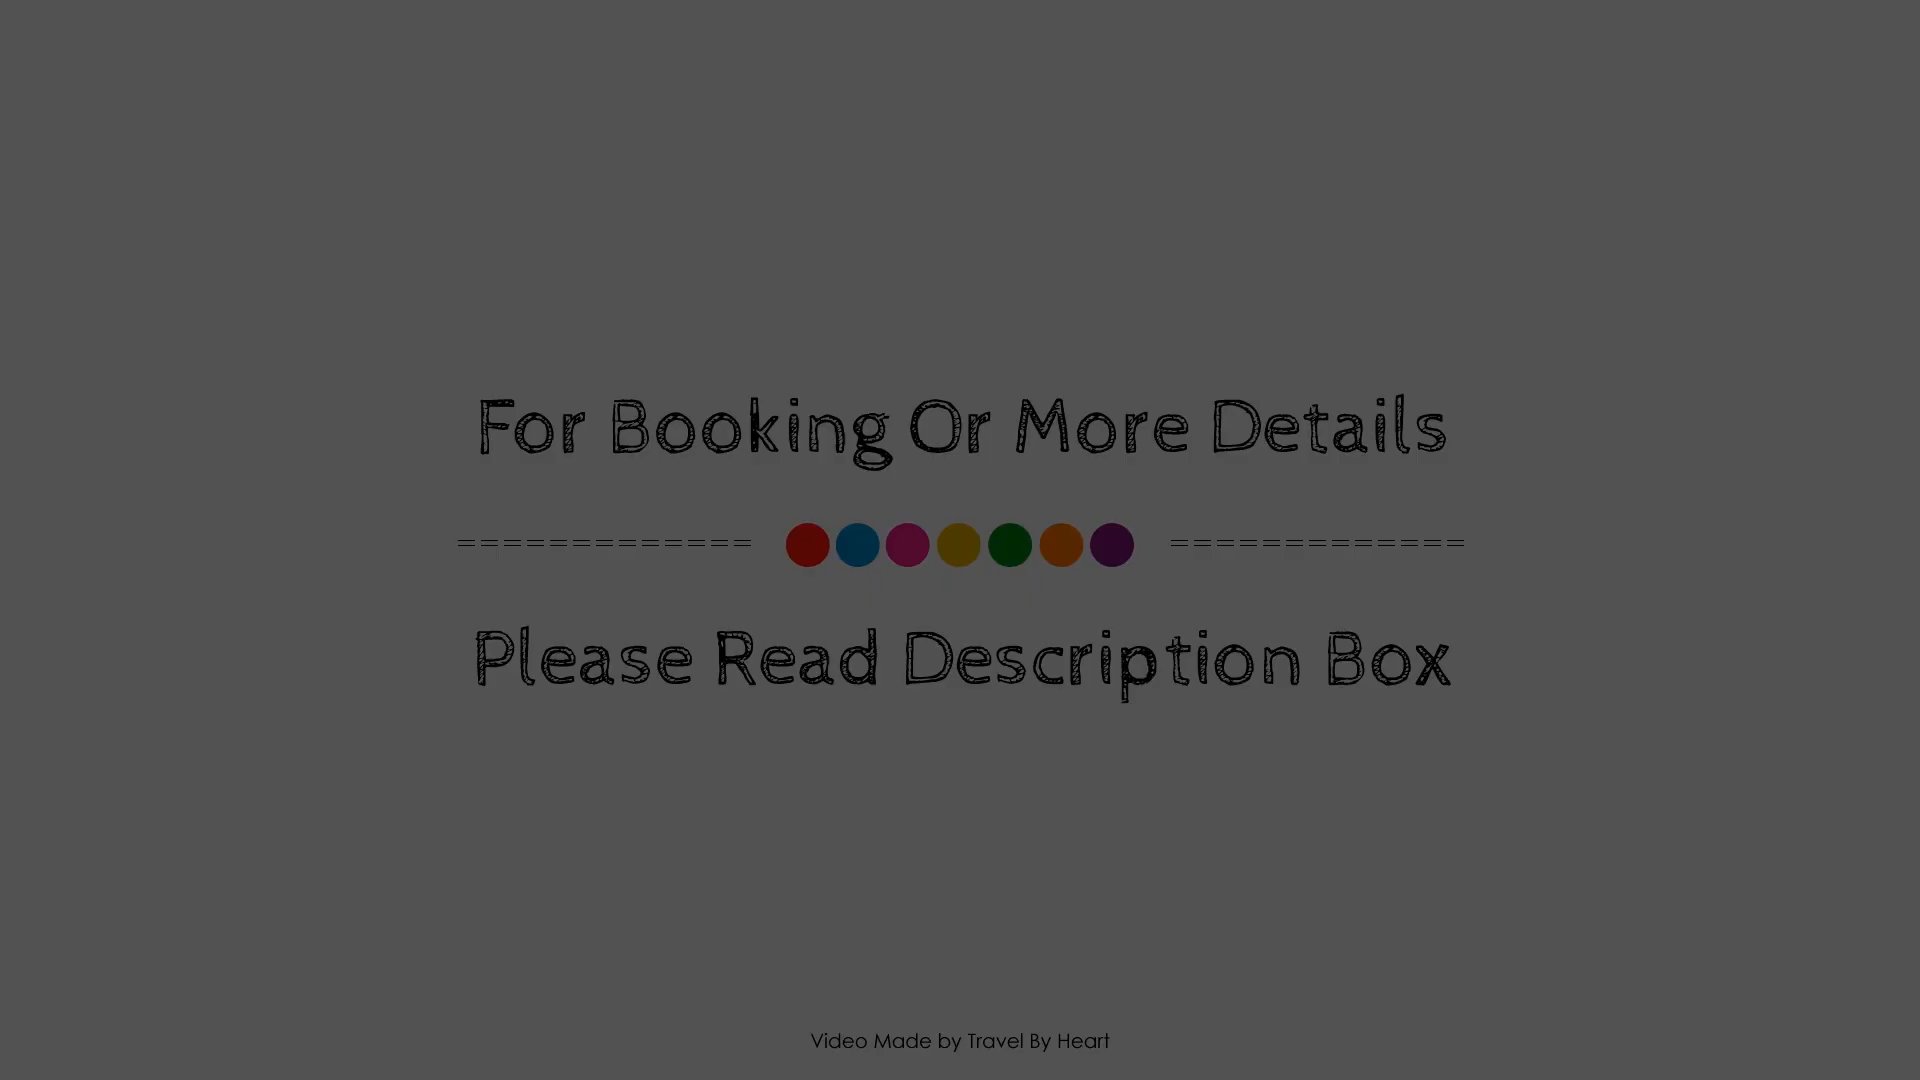 For Booking Or More Details
============= =============
Please Read Description Box
Video Made by Travel By Heart